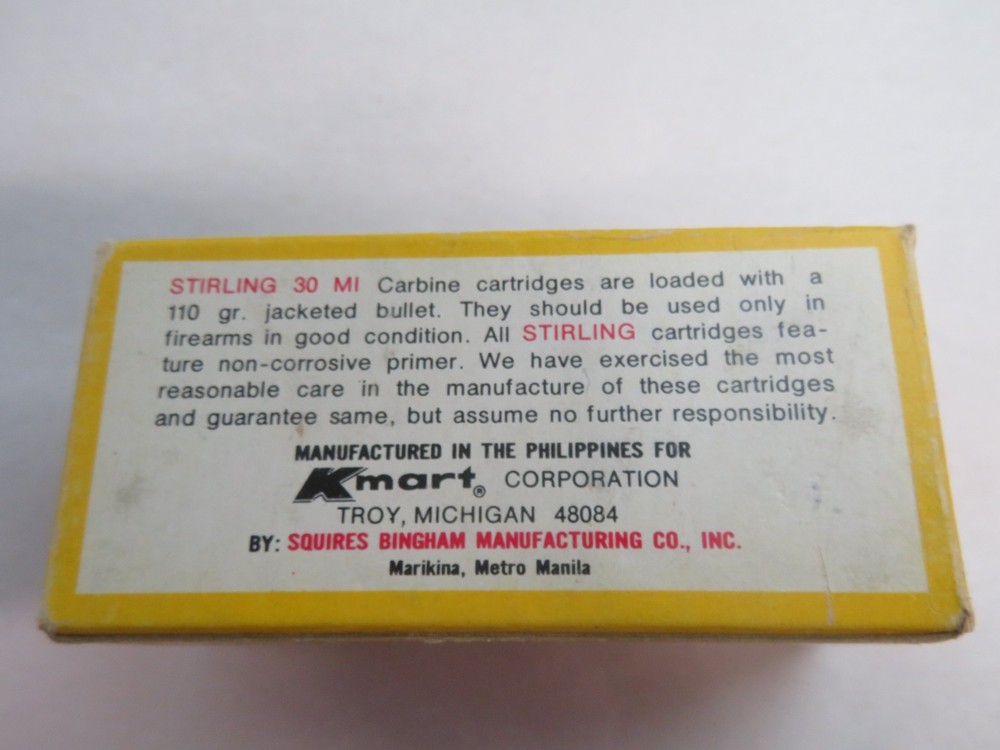 STIRLING 30 MI Carbine cartridges are loaded with a
110 gr. jacketed bullet. They should be used only in
firearms in good condition. All STIRLING cartridges fea-
ture non-corrosive primer. We have exercised the most
reasonable care in the manufacture of these cartridges
and guarantee same, but assume no further responsibility.
MANUFACTURED IN THE PHILIPPINES FOR
Kmart® CORPORATION
TROY, MICHIGAN 48084
BY: SQUIRES BINGHAM MANUFACTURING CO., INC.
Marikina, Metro Manila